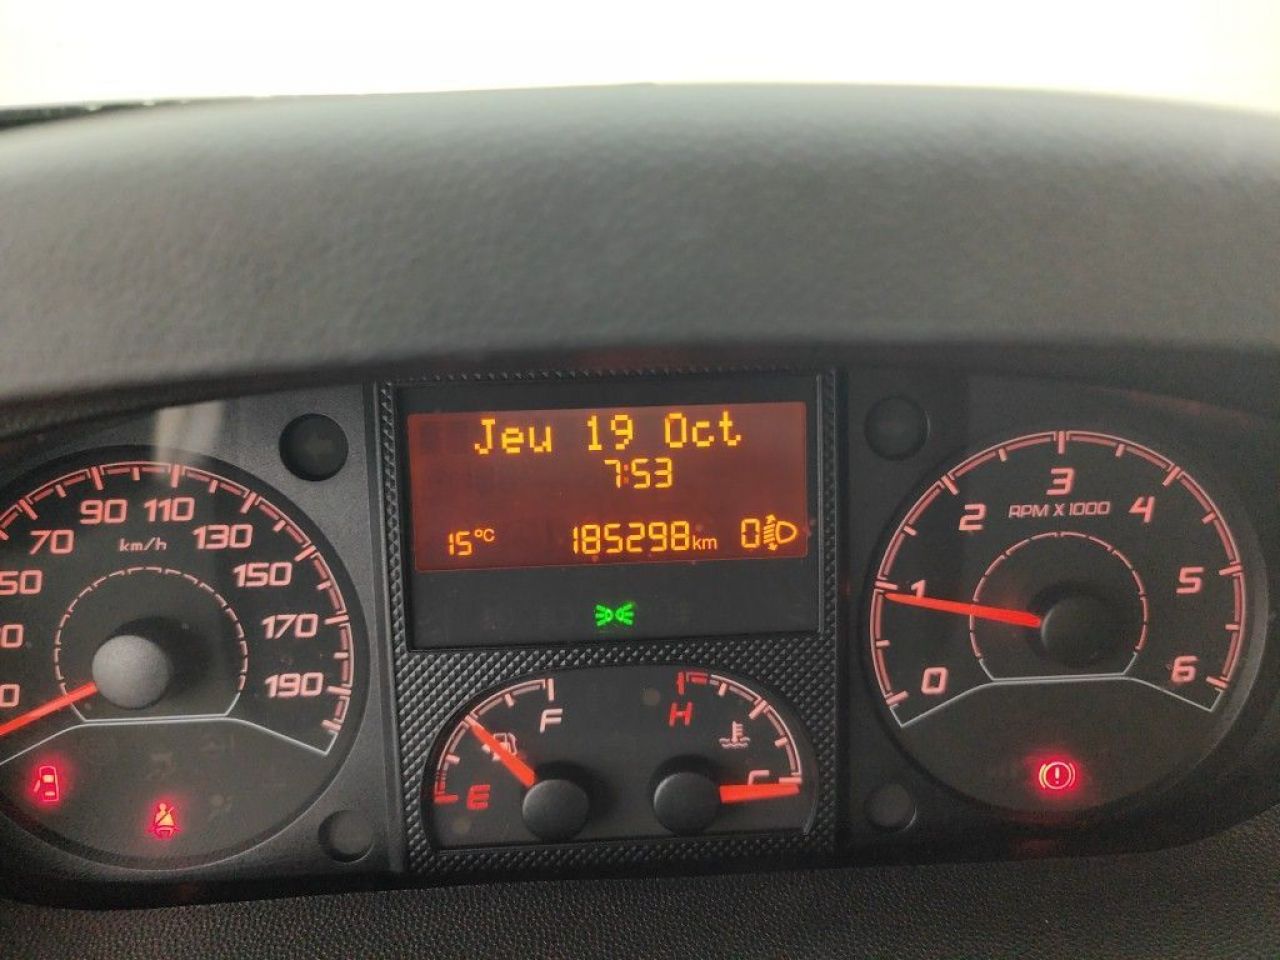 Jeu 19 Oct
7:53
15°C 185298km 0
50 70 90 110 130 150 170 190
km/h
0 1 2 3 4 5 6
RPM X 1000
E F
H C